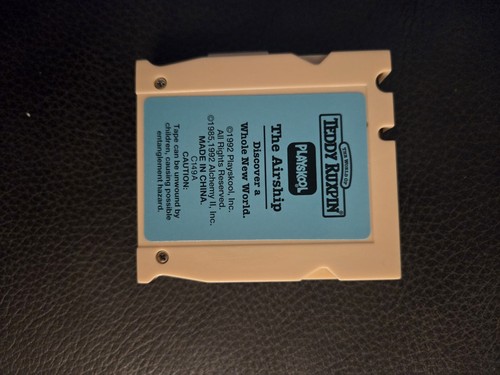 THE WORLD OF
TEDDY RUXPIN®
PLAYSKOOL
The Airship
Discover a
Whole New World.
©1992 Playskool, Inc.
All Rights Reserved.
©1985,1992 Alchemy II, Inc.
MADE IN CHINA.
C149A
CAUTION:
Tape can be unwound by
children, causing possible
entanglement hazard.